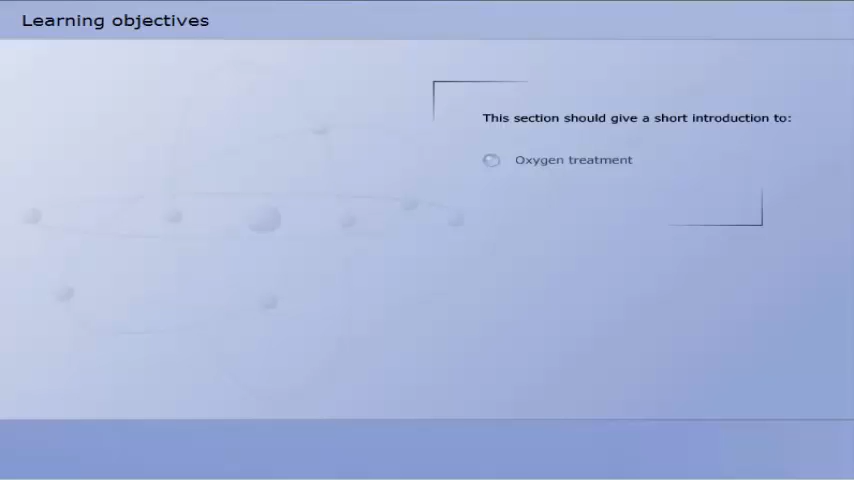 Learning objectives
This section should give a short introduction to:
Oxygen treatment